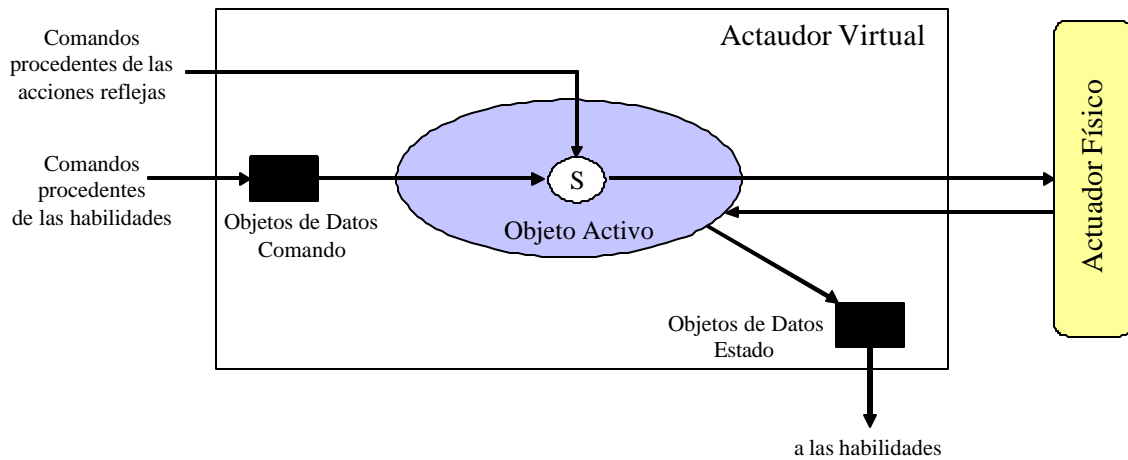 Comandos
procedentes de las
acciones reflejas
Actaudor Virtual
Comandos
procedentes
de las habilidades
Objetos de Datos
Comando
S
Objeto Activo
Actuador Físico
Objetos de Datos
Estado
a las habilidades